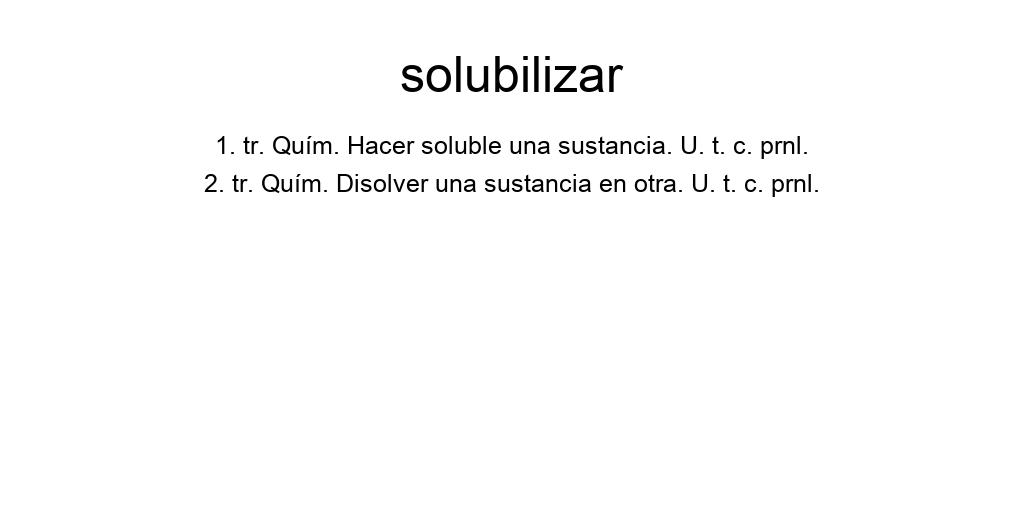 solubilizar
1. tr. Quím. Hacer soluble una sustancia. U. t. c. prnl.
2. tr. Quím. Disolver una sustancia en otra. U. t. c. prnl.